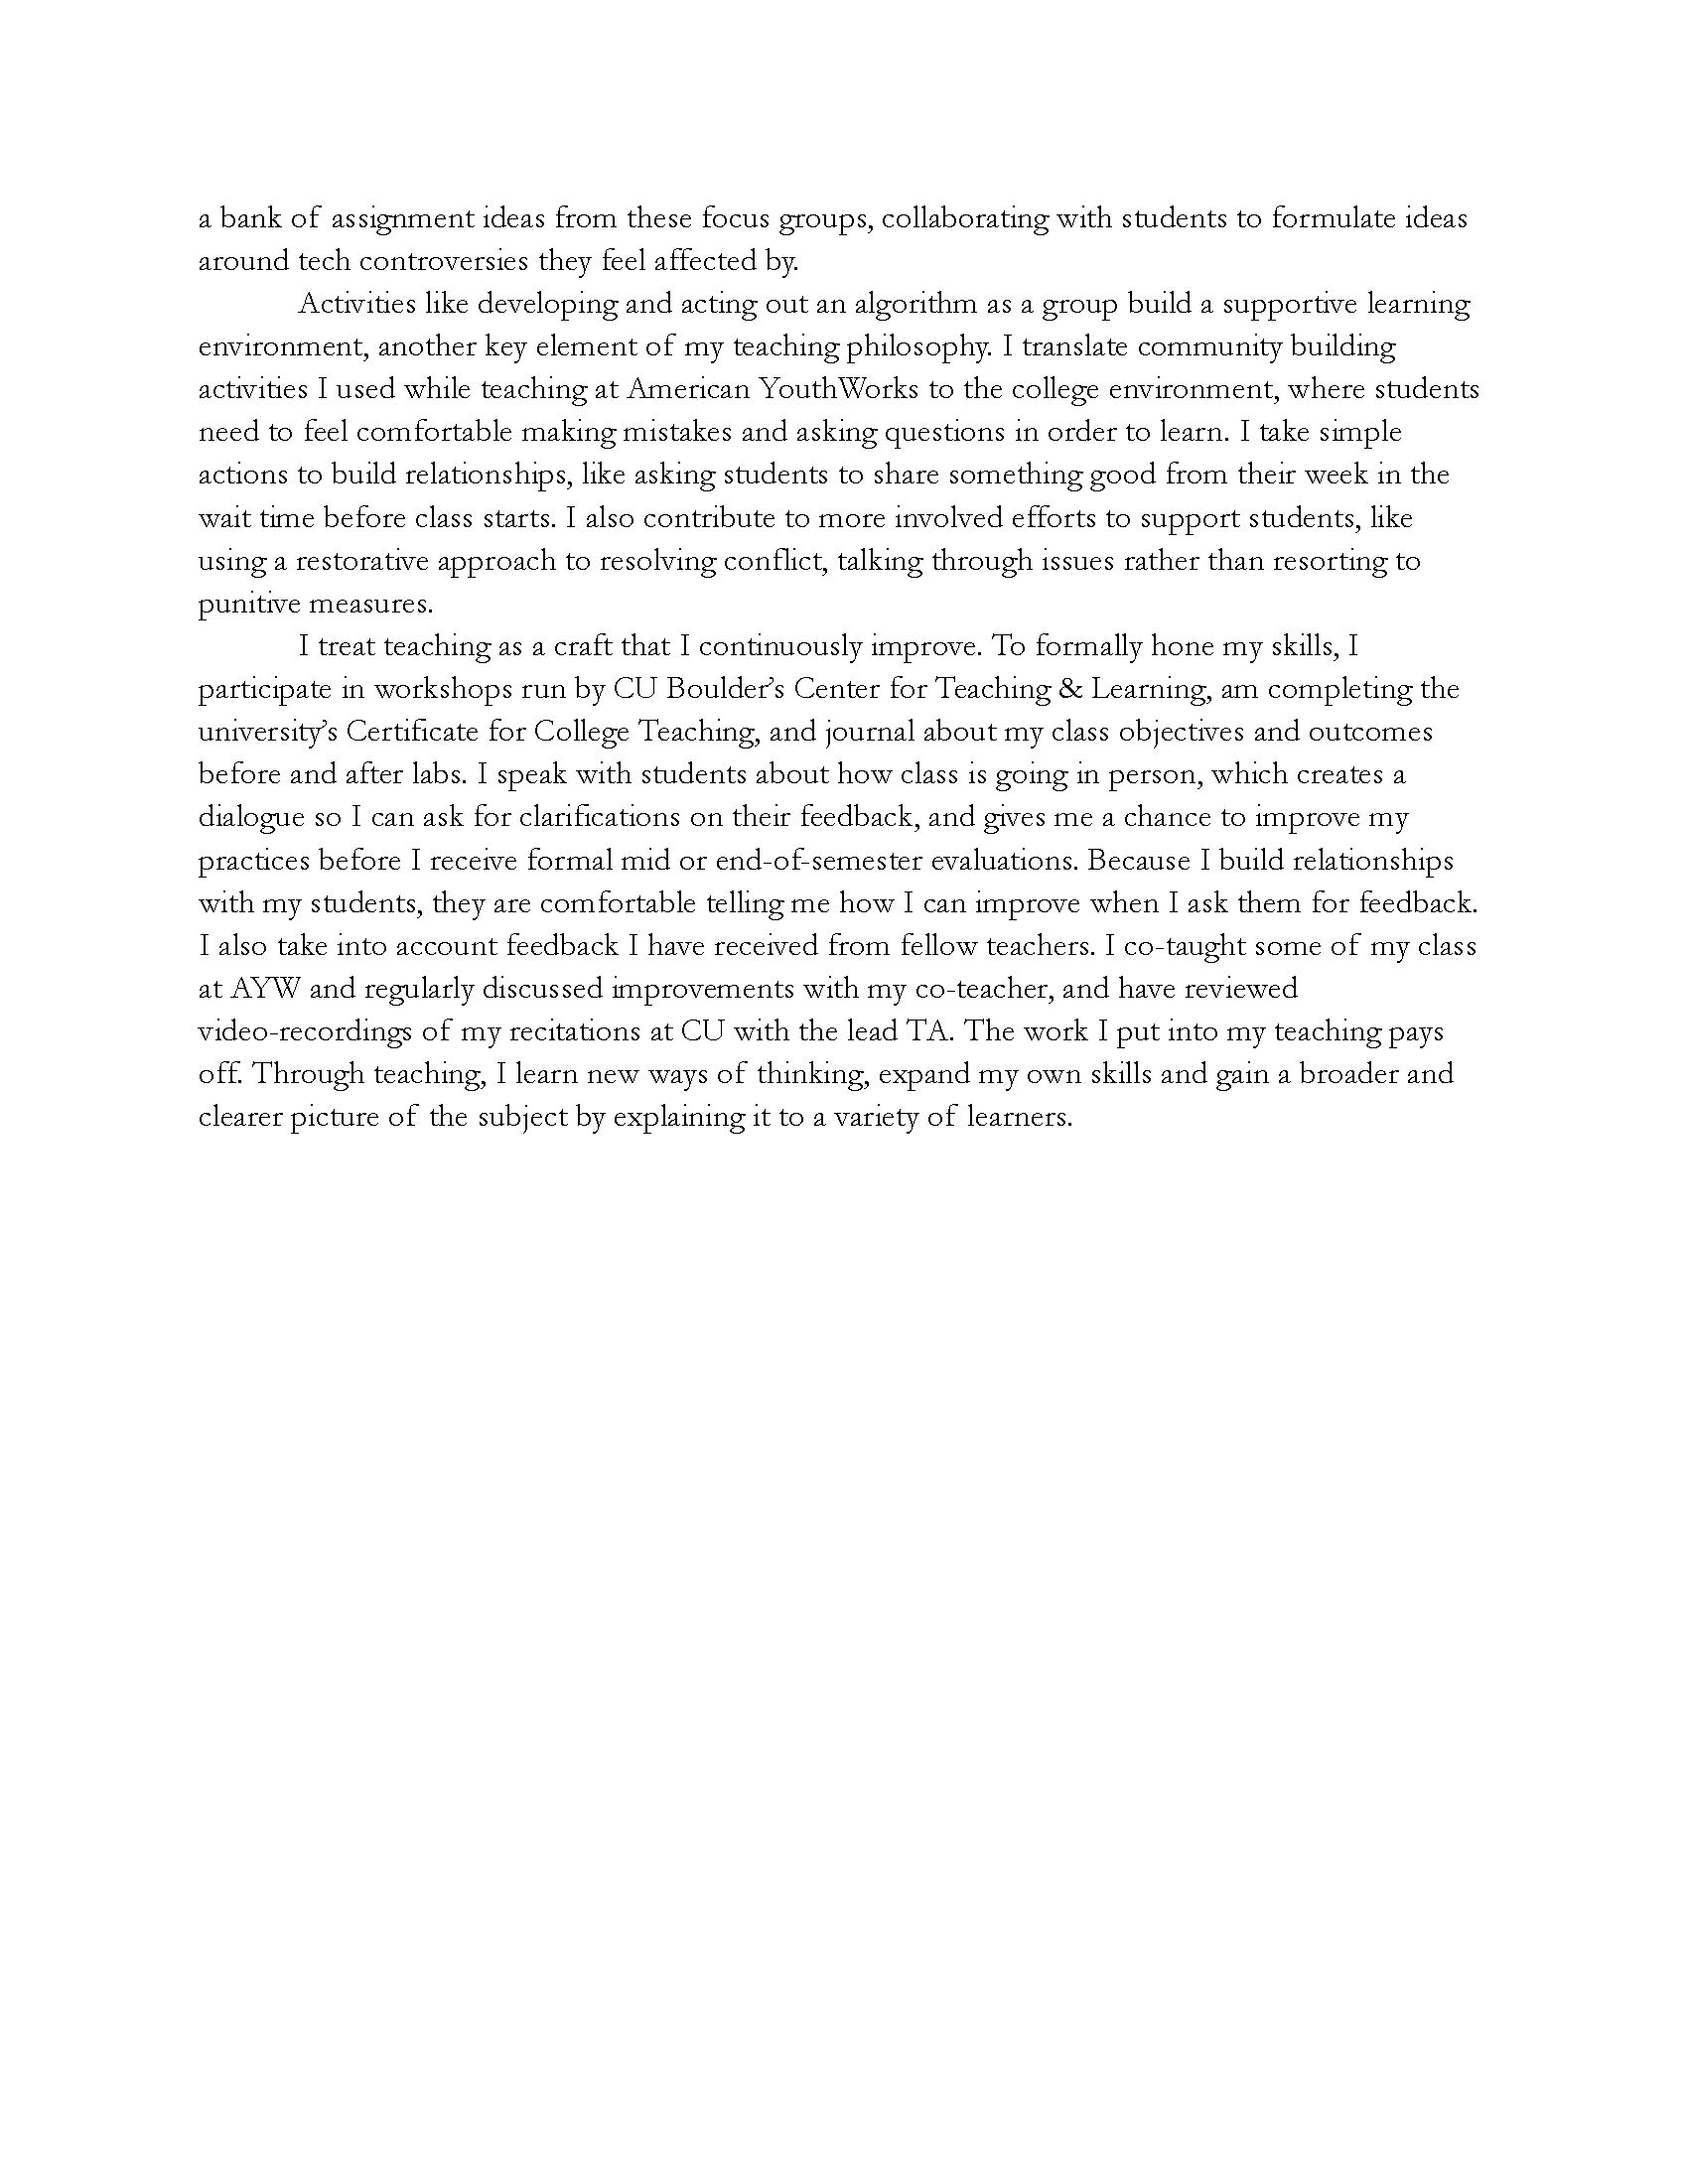 a bank of assignment ideas from these focus groups, collaborating with students to formulate ideas
around tech controversies they feel affected by.
Activities like developing and acting out an algorithm as a group build a supportive learning
environment, another key element of my teaching philosophy. I translate community building
activities I used while teaching at American YouthWorks to the college environment, where students
need to feel comfortable making mistakes and asking questions in order to learn. I take simple
actions to build relationships, like asking students to share something good from their week in the
wait time before class starts. I also contribute to more involved efforts to support students, like
using a restorative approach to resolving conflict, talking through issues rather than resorting to
punitive measures.
I treat teaching as a craft that I continuously improve. To formally hone my skills, I
participate in workshops run by CU Boulder’s Center for Teaching & Learning, am completing the
university’s Certificate for College Teaching, and journal about my class objectives and outcomes
before and after labs. I speak with students about how class is going in person, which creates a
dialogue so I can ask for clarifications on their feedback, and gives me a chance to improve my
practices before I receive formal mid or end-of-semester evaluations. Because I build relationships
with my students, they are comfortable telling me how I can improve when I ask them for feedback.
I also take into account feedback I have received from fellow teachers. I co-taught some of my class
at AYW and regularly discussed improvements with my co-teacher, and have reviewed
video-recordings of my recitations at CU with the lead TA. The work I put into my teaching pays
off. Through teaching, I learn new ways of thinking, expand my own skills and gain a broader and
clearer picture of the subject by explaining it to a variety of learners.